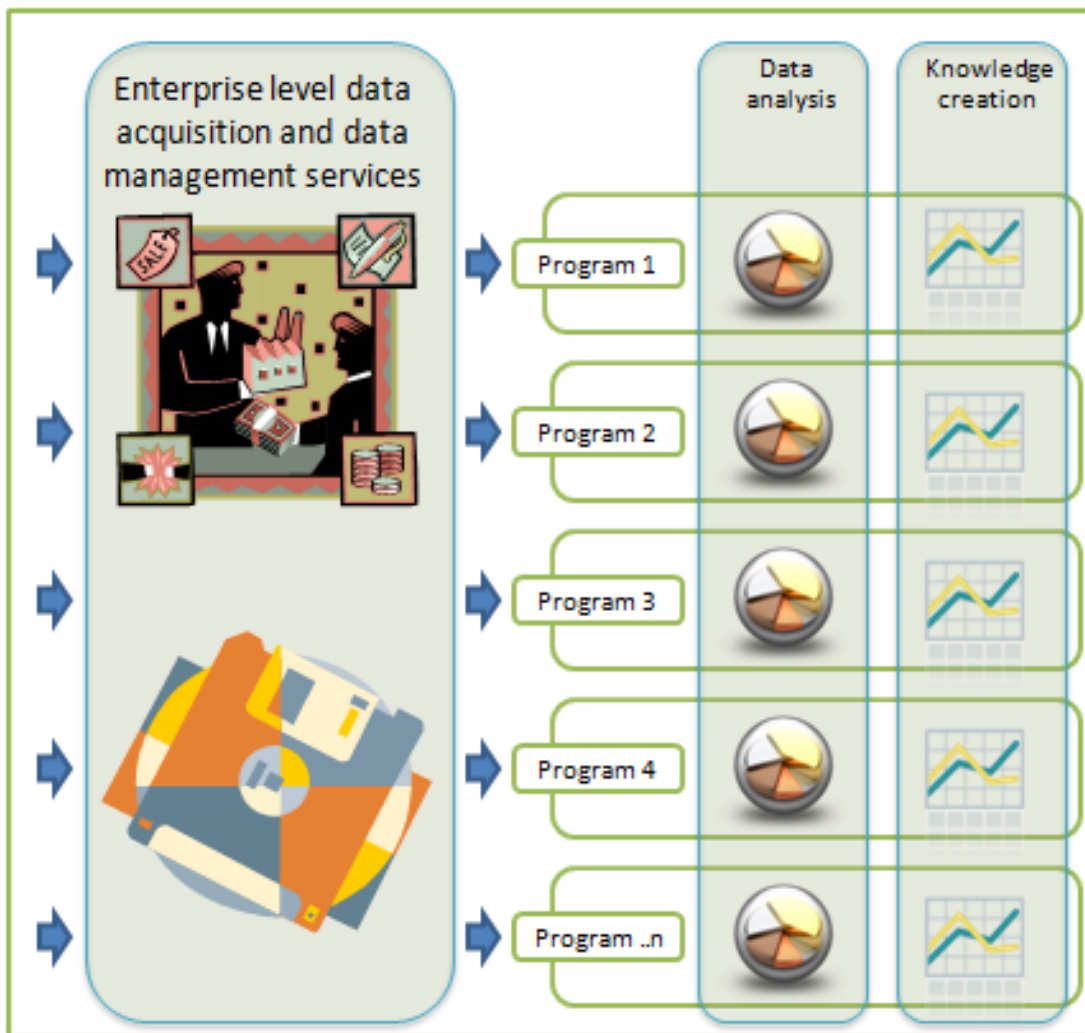 Enterprise level data
acquisition and data
management services
Data
analysis
Knowledge
creation
SALE
Program 1
Program 2
Program 3
Program 4
Program ..n